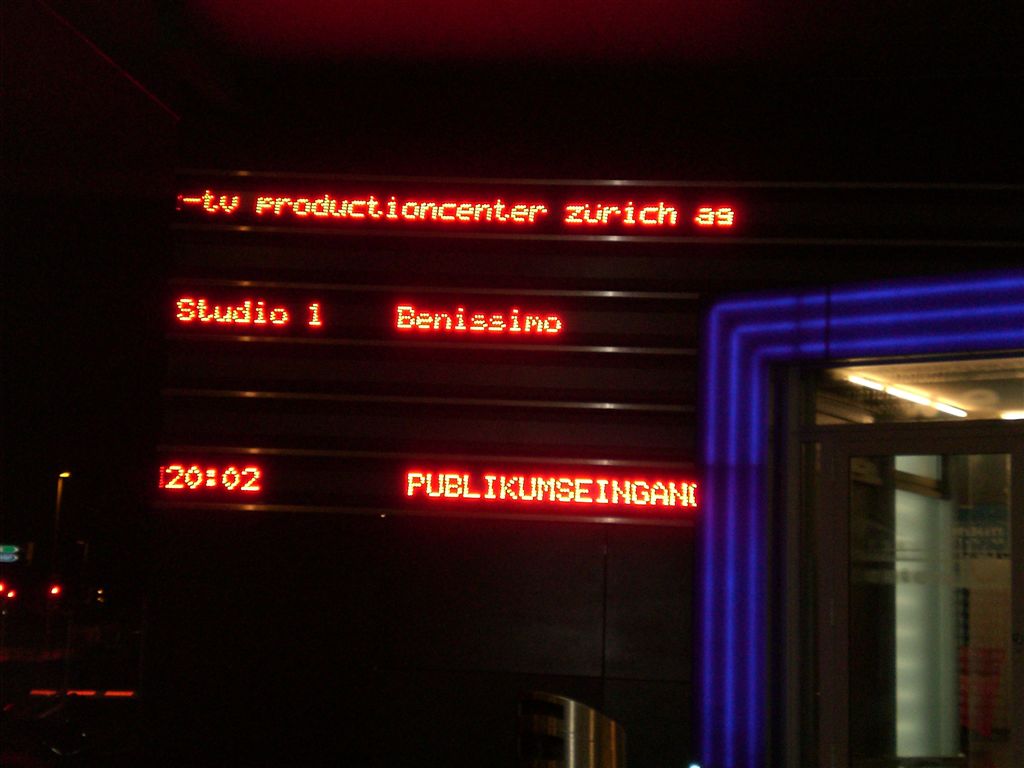 -tv productioncenter zürich ag
Studio 1 Benissimo
20:02 PUBLIKUMSEINGANG